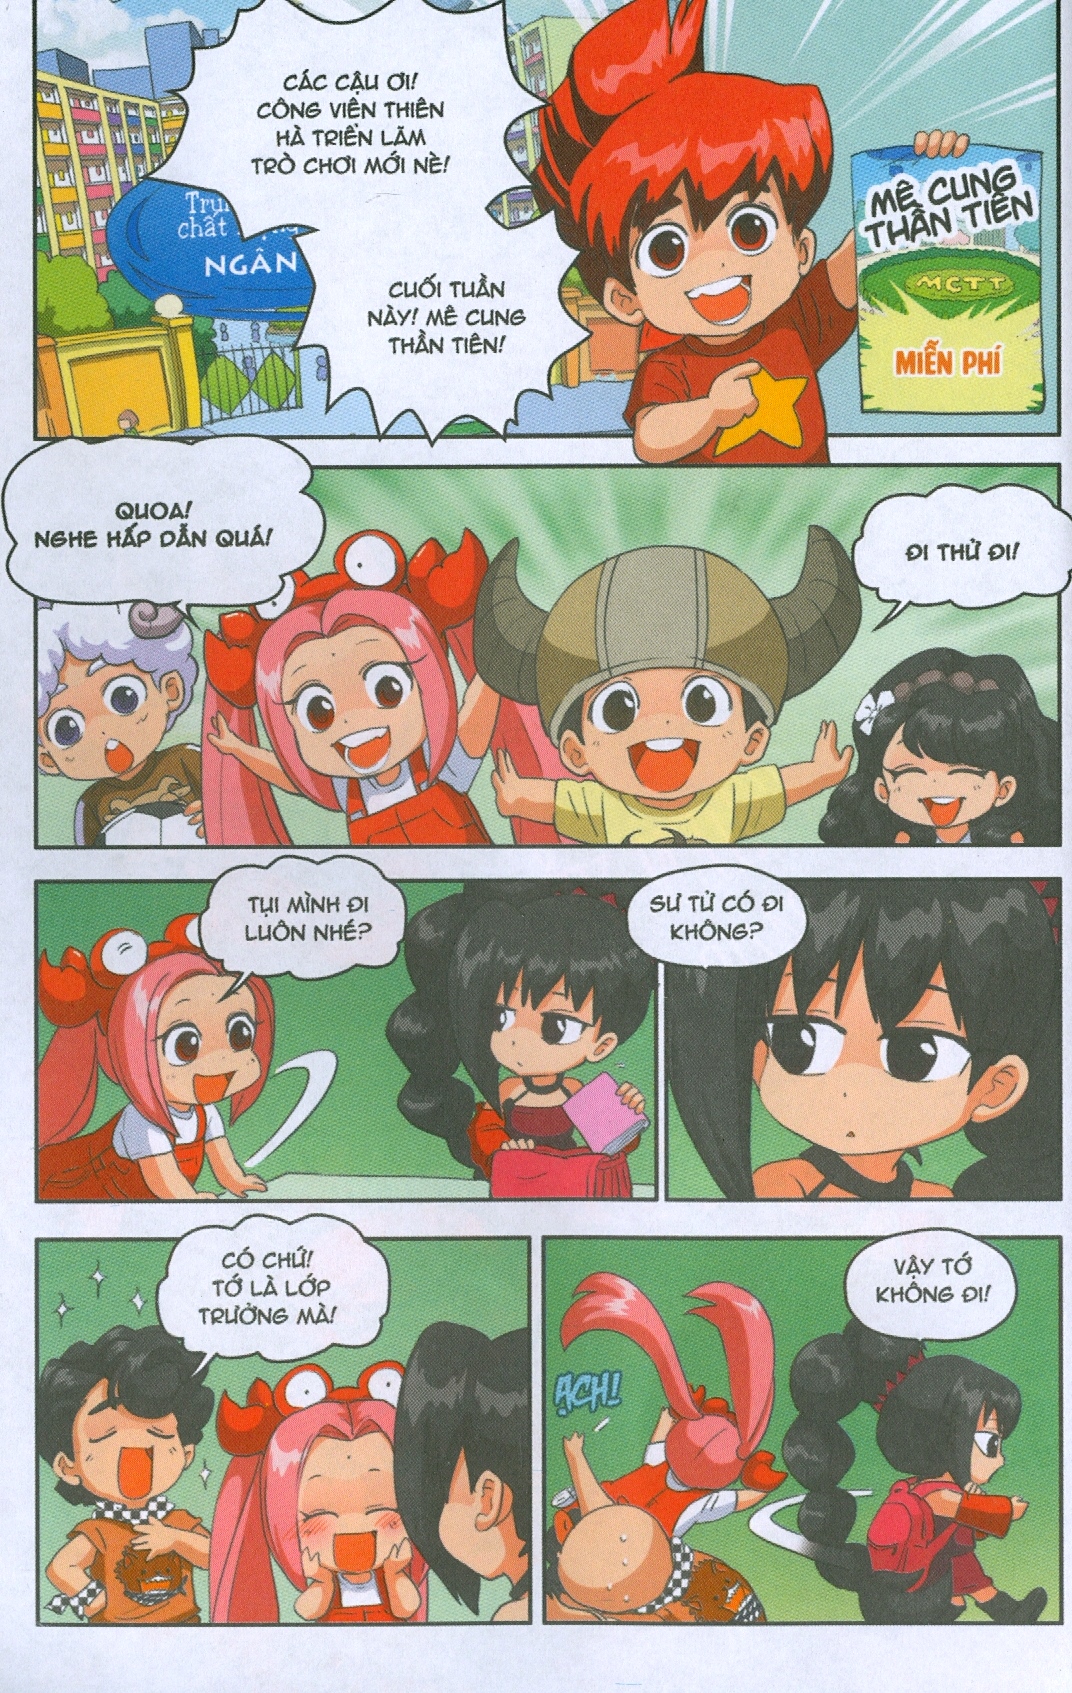 CÁC CẬU ƠI!
CÔNG VIÊN THIÊN
HÀ TRIỂN LÃM
TRÒ CHƠI MỚI NÈ!
chất
NGÂN
CUỐI TUẦN
NÀY! MÊ CUNG
THẦN TIÊN!
MÊ CUNG
THẦN TIÊN
MCTT
MIỄN PHÍ
QUOA!
NGHE HẤP DẪN QUÁ!
ĐI THỬ ĐI!
TỤI MÌNH ĐI
LUÔN NHÉ?
SƯ TỬ CÓ ĐI
KHÔNG?
CÓ CHỨ!
TỚ LÀ LỚP
TRƯỞNG MÀ!
VẬY TỚ
KHÔNG ĐI!
ẠCH!